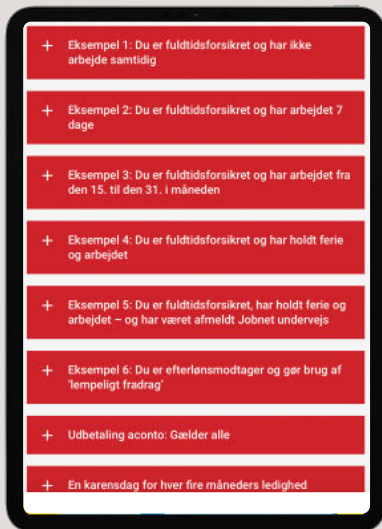 Eksempel 1: Du er fuldtidsforsikret og har ikke
arbejde samtidig
Eksempel 2: Du er fuldtidsforsikret og har arbejdet 7
dage
Eksempel 3: Du er fuldtidsforsikret og har arbejdet fra
den 15. til den 31. i måneden
Eksempel 4: Du er fuldtidsforsikret og har holdt ferie
og arbejdet
Eksempel 5: Du er fuldtidsforsikret, har holdt ferie og
arbejdet – og har været afmeldt Jobnet undervejs
Eksempel 6: Du er efterlønsmodtager og gør brug af
'lempeligt fradrag'
Udbetaling aconto: Gælder alle
En karensdag for hver fire måneders ledighed